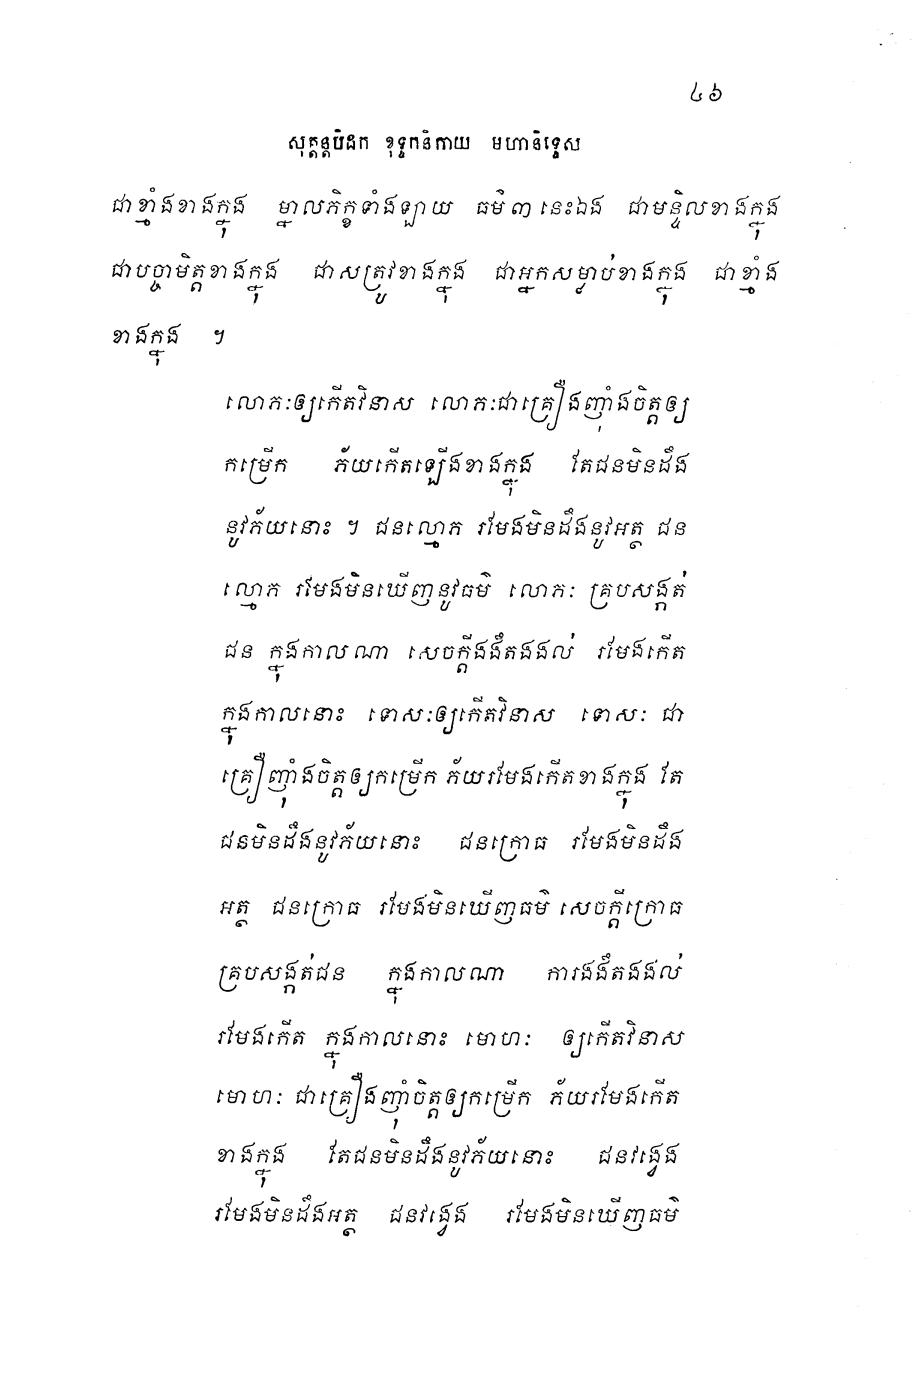 ៤៦
សុត្តន្តបិដក ខុទ្ទកនិកាយ មហានិទ្ទេស
ជាខ្មាំងខាងក្នុង ម្នាលភិក្ខុទាំងឡាយ ធម៌៣នេះឯង ជាមន្ទិលខាងក្នុង
ជាបច្ចាមិត្តខាងក្នុង ជាសត្រូវខាងក្នុង ជាអ្នកសម្លាប់ខាងក្នុង ជាខ្មាំង
ខាងក្នុង ។
លោភៈឲ្យកើតវិនាស លោភៈជាគ្រឿងញ៉ាំងចិត្តឲ្យ
កម្រើក ភ័យកើតឡើងខាងក្នុង តែជនមិនដឹង
នូវភ័យនោះ ។ ជនល្មោភ រមែងមិនដឹងនូវអត្ថ ជន
ល្មោភ រមែងមិនឃើញនូវធម៌ លោភៈ គ្របសង្កត់
ជន ក្នុងកាលណា សេចក្តីងងឹតងងល់ រមែងកើត
ក្នុងកាលនោះ ទោសៈឲ្យកើតវិនាស ទោសៈ ជា
គ្រឿញ៉ាំងចិត្តឲ្យកម្រើក ភ័យរមែងកើតខាងក្នុង តែ
ជនមិនដឹងនូវភ័យនោះ ជនក្រោធ រមែងមិនដឹង
អត្ថ ជនក្រោធ រមែងមិនឃើញធម៌ សេចក្តីក្រោធ
គ្របសង្កត់ជន ក្នុងកាលណា ការងងឹតងងល់
រមែងកើត ក្នុងកាលនោះ មោហៈ ឲ្យកើតវិនាស
មោហៈ ជាគ្រឿងញ៉ាំចិត្តឲ្យកម្រើក ភ័យរមែងកើត
ខាងក្នុង តែជនមិនដឹងនូវភ័យនោះ ជនវង្វេង
រមែងមិនដឹងអត្ថ ជនវង្វេង រមែងមិនឃើញធម៌